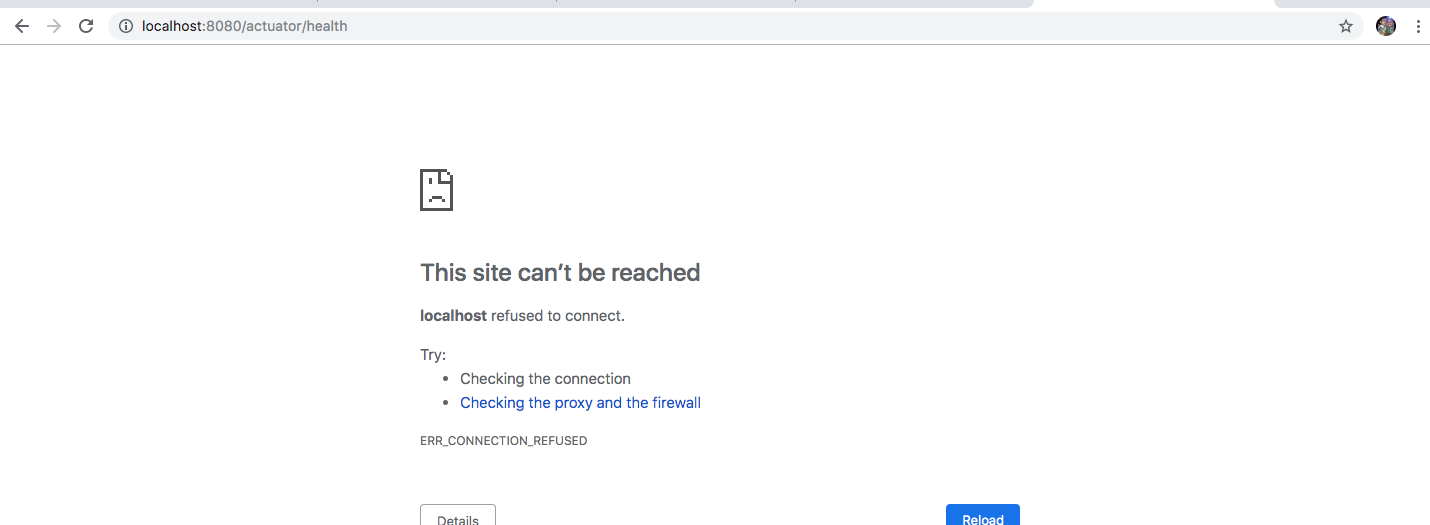 localhost:8080/actuator/health
This site can’t be reached
localhost refused to connect.
Try:
Checking the connection
Checking the proxy and the firewall
ERR_CONNECTION_REFUSED
Details
Reload